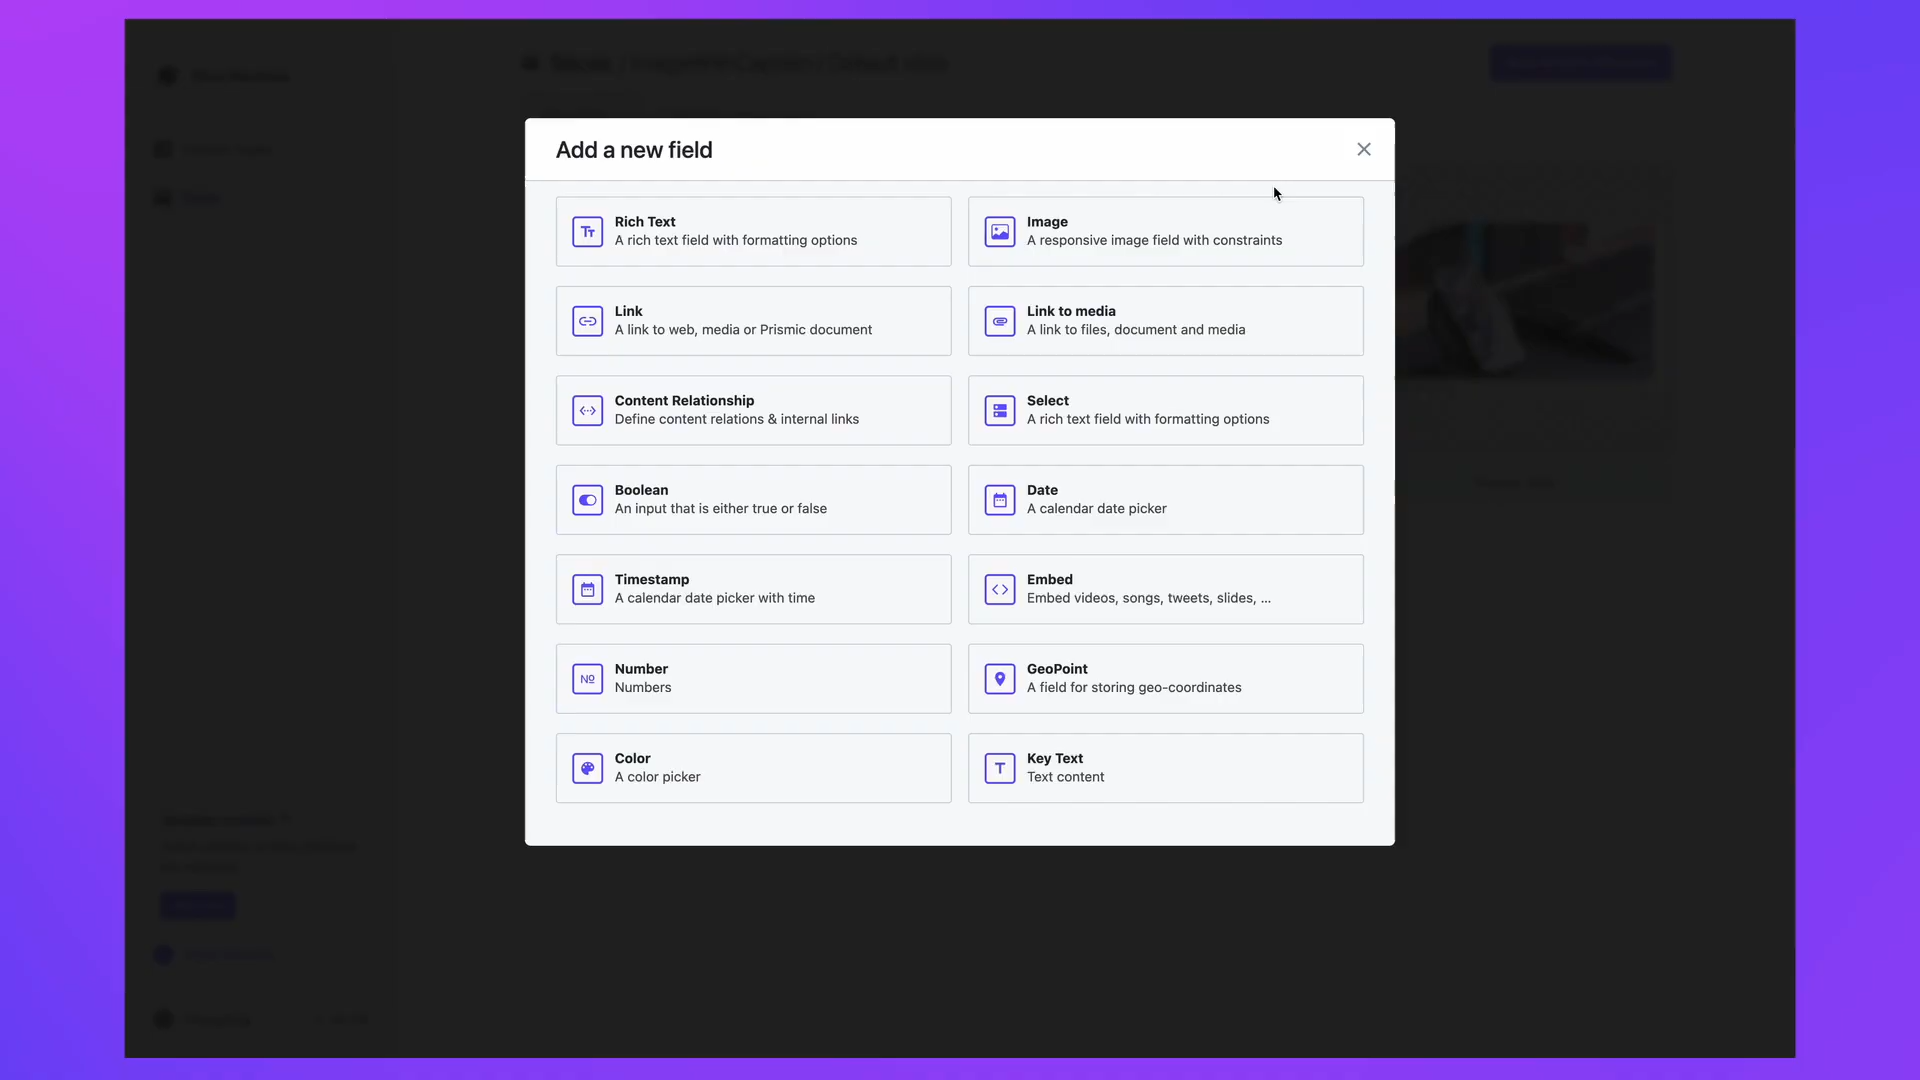 Add a new field
Rich Text
A rich text field with formatting options
Image
A responsive image field with constraints
Link
A link to web, media or Prismic document
Link to media
A link to files, document and media
Content Relationship
Define content relations & internal links
Select
A rich text field with formatting options
Boolean
An input that is either true or false
Date
A calendar date picker
Timestamp
A calendar date picker with time
Embed
Embed videos, songs, tweets, slides, ...
Nº
Number
Numbers
GeoPoint
A field for storing geo-coordinates
Color
A color picker
Key Text
Text content